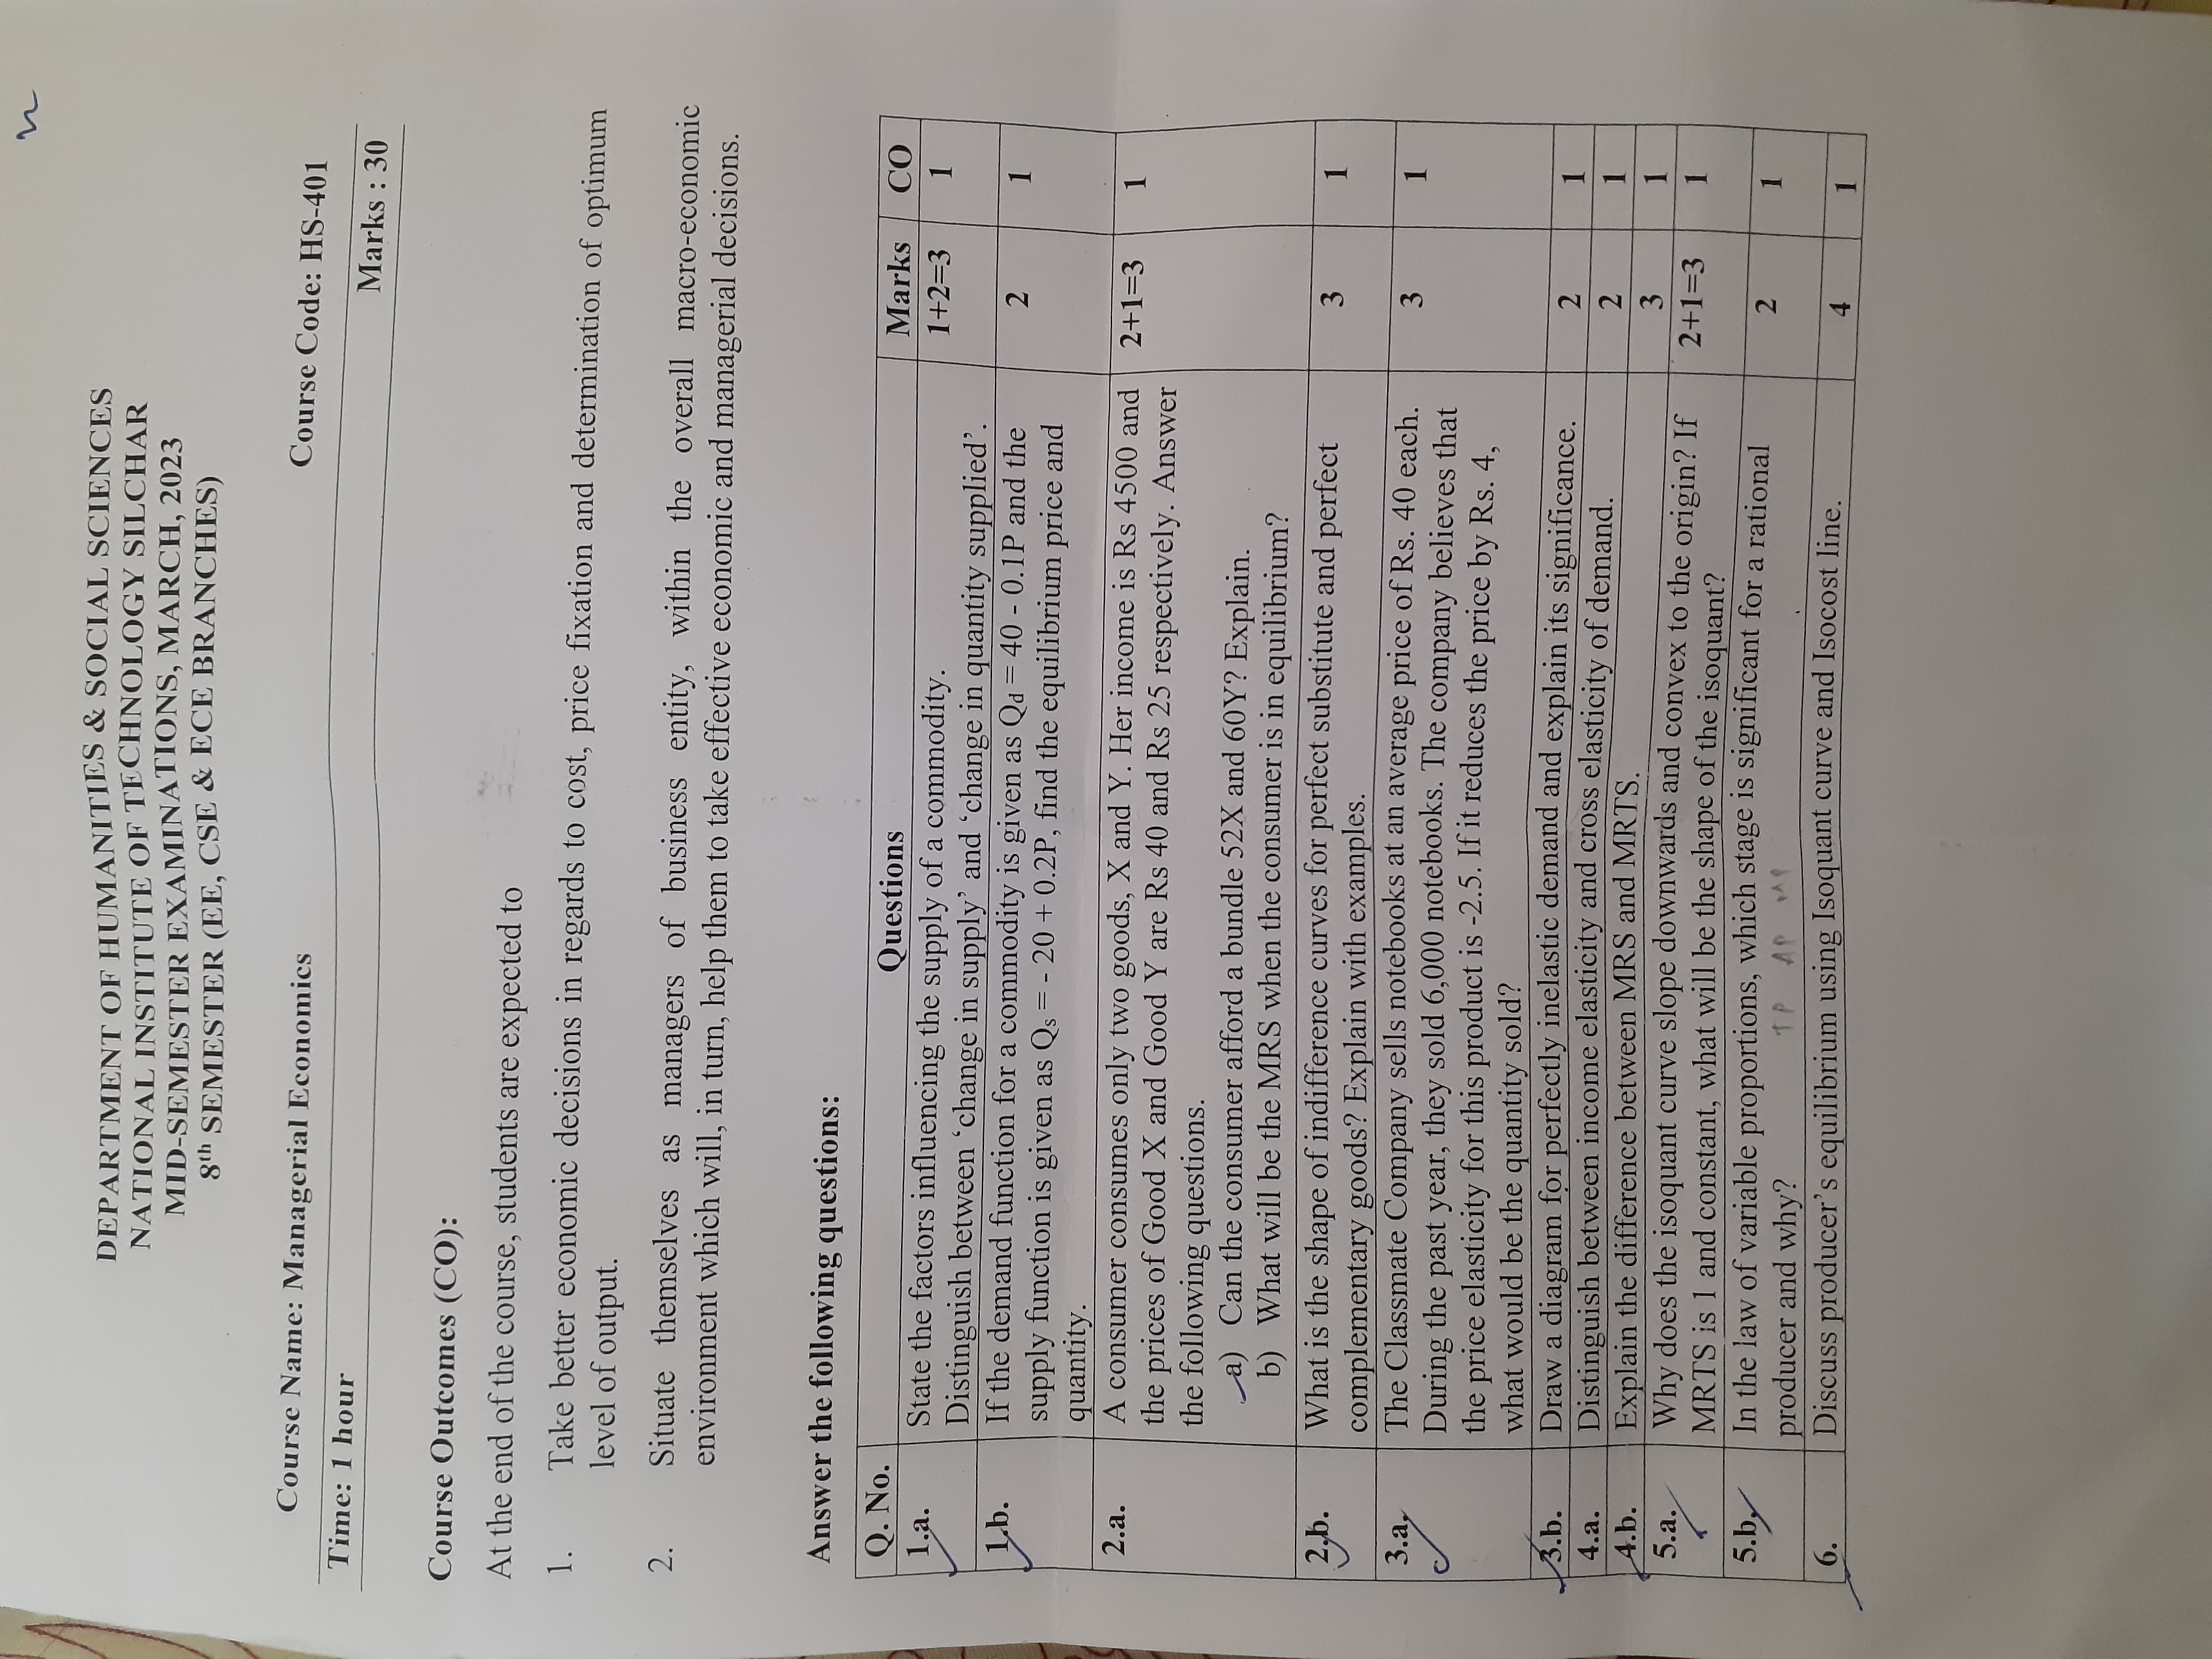 DEPARTMENT OF HUMANITIES & SOCIAL SCIENCES
NATIONAL INSTITUTE OF TECHNOLOGY SILCHAR
MID-SEMESTER EXAMINATIONS, MARCH, 2023
8th SEMESTER (EE, CSE & ECE BRANCHES)
Course Name: Managerial Economics Course Code: HS-401
Time: 1 hour Marks : 30
Course Outcomes (CO):
At the end of the course, students are expected to
1. Take better economic decisions in regards to cost, price fixation and determination of optimum
level of output.
2. Situate themselves as managers of business entity, within the overall macro-economic
environment which will, in turn, help them to take effective economic and managerial decisions.
Answer the following questions:
Q. No. Questions Marks CO
1.a. State the factors influencing the supply of a commodity. 1+2=3 1
Distinguish between ‘change in supply’ and ‘change in quantity supplied’.
1.b. If the demand function for a commodity is given as Qd = 40 - 0.1P and the 2 1
supply function is given as Qs = - 20 + 0.2P, find the equilibrium price and
quantity.
2.a. A consumer consumes only two goods, X and Y. Her income is Rs 4500 and 2+1=3 1
the prices of Good X and Good Y are Rs 40 and Rs 25 respectively. Answer
the following questions.
a) Can the consumer afford a bundle 52X and 60Y? Explain.
b) What will be the MRS when the consumer is in equilibrium?
2.b. What is the shape of indifference curves for perfect substitute and perfect 3 1
complementary goods? Explain with examples.
3.a. The Classmate Company sells notebooks at an average price of Rs. 40 each. 3 1
During the past year, they sold 6,000 notebooks. The company believes that
the price elasticity for this product is -2.5. If it reduces the price by Rs. 4,
what would be the quantity sold?
3.b. Draw a diagram for perfectly inelastic demand and explain its significance. 2 1
4.a. Distinguish between income elasticity and cross elasticity of demand. 2 1
4.b. Explain the difference between MRS and MRTS. 3 1
5.a. Why does the isoquant curve slope downwards and convex to the origin? If 2+1=3 1
MRTS is 1 and constant, what will be the shape of the isoquant?
5.b. In the law of variable proportions, which stage is significant for a rational 2 1
producer and why? TP AP MP
6. Discuss producer’s equilibrium using Isoquant curve and Isocost line. 4 1